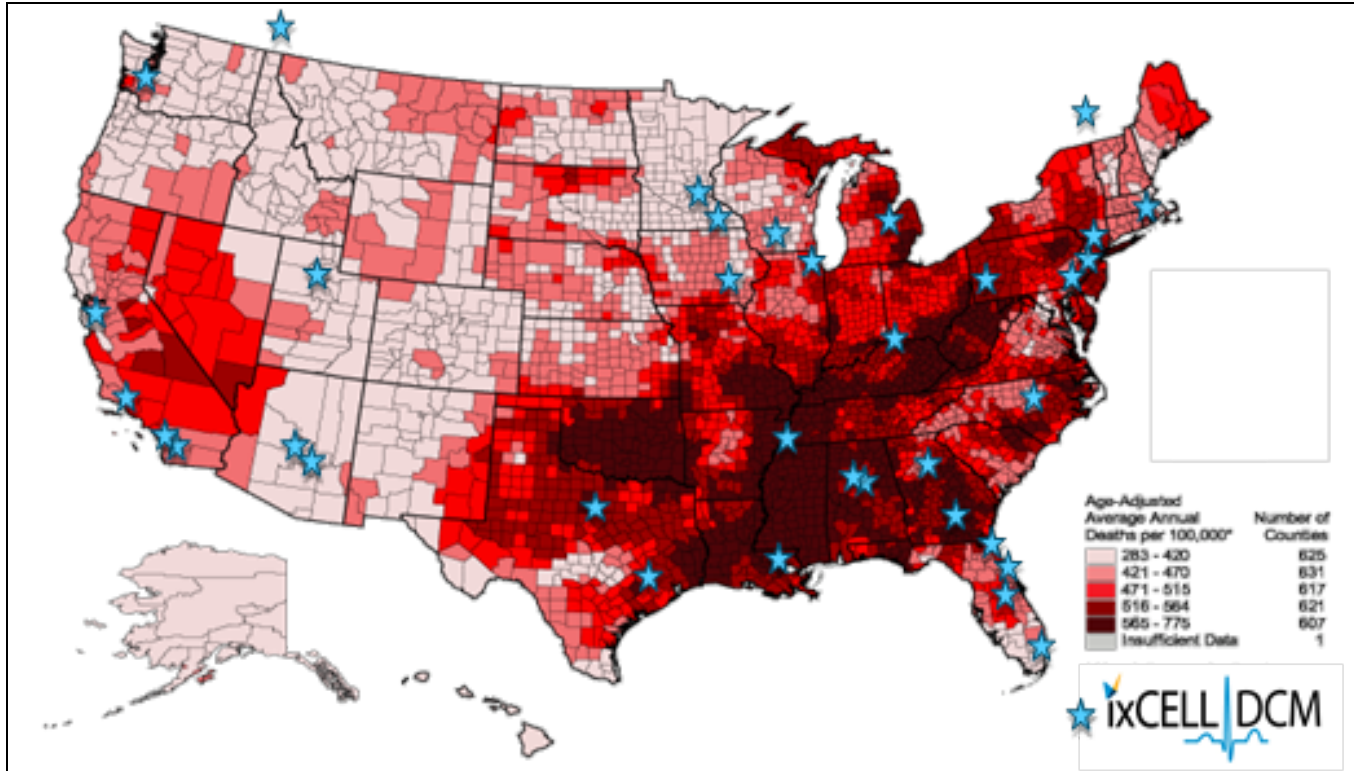 Age-Adjusted
Average Annual Number of
Deaths per 100,000* Counties
283 - 420 625
421 - 470 631
471 - 515 617
516 - 564 621
565 - 775 607
Insufficient Data 1
ixCELL DCM